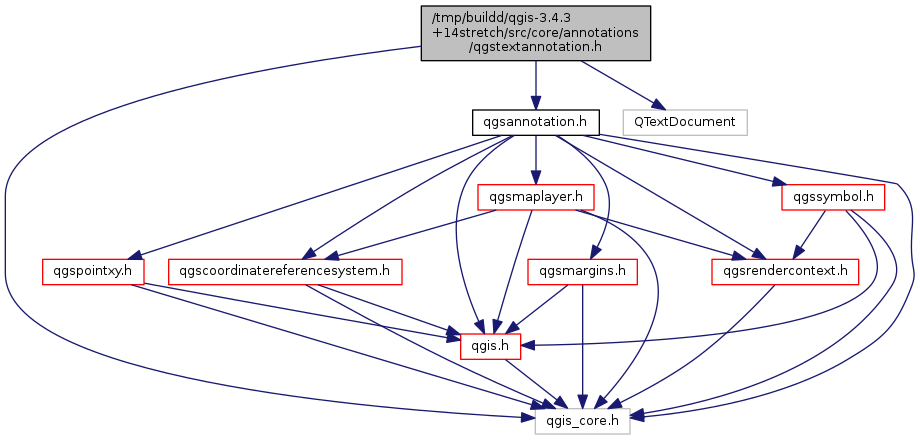 /tmp/buildd/qgis-3.4.3
+14stretch/src/core/annotations
/qgstextannotation.h
qgsannotation.h
QTextDocument
qgsmaplayer.h
qgssymbol.h
qgspointxy.h
qgscoordinatereferencesystem.h
qgsmargins.h
qgsrendercontext.h
qgis.h
qgis_core.h